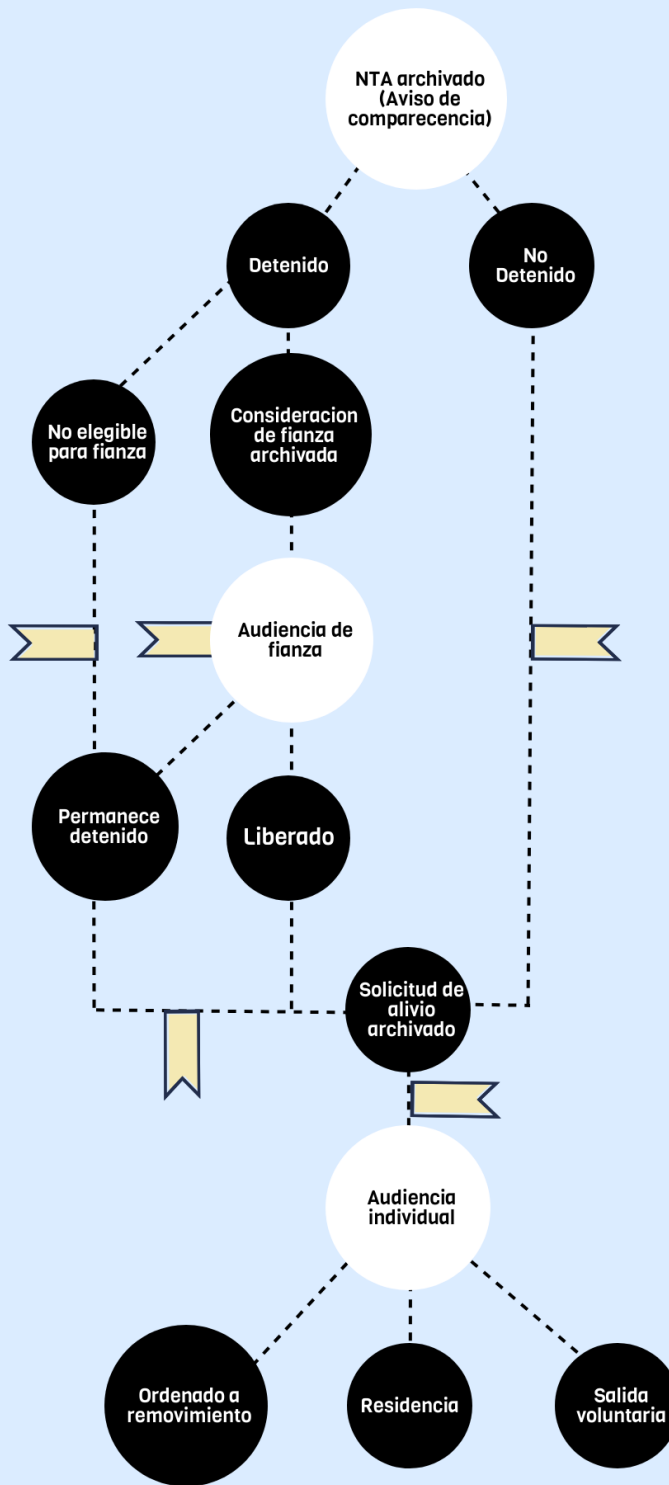 NTA archivado
(Aviso de
comparecencia)
Detenido
No
Detenido
No elegible
para fianza
Consideracion
de fianza
archivada
Audiencia de
fianza
Permanece
detenido
Liberado
Solicitud de
alivio
archivado
Audiencia
individual
Ordenado a
removimiento
Residencia
Salida
voluntaria